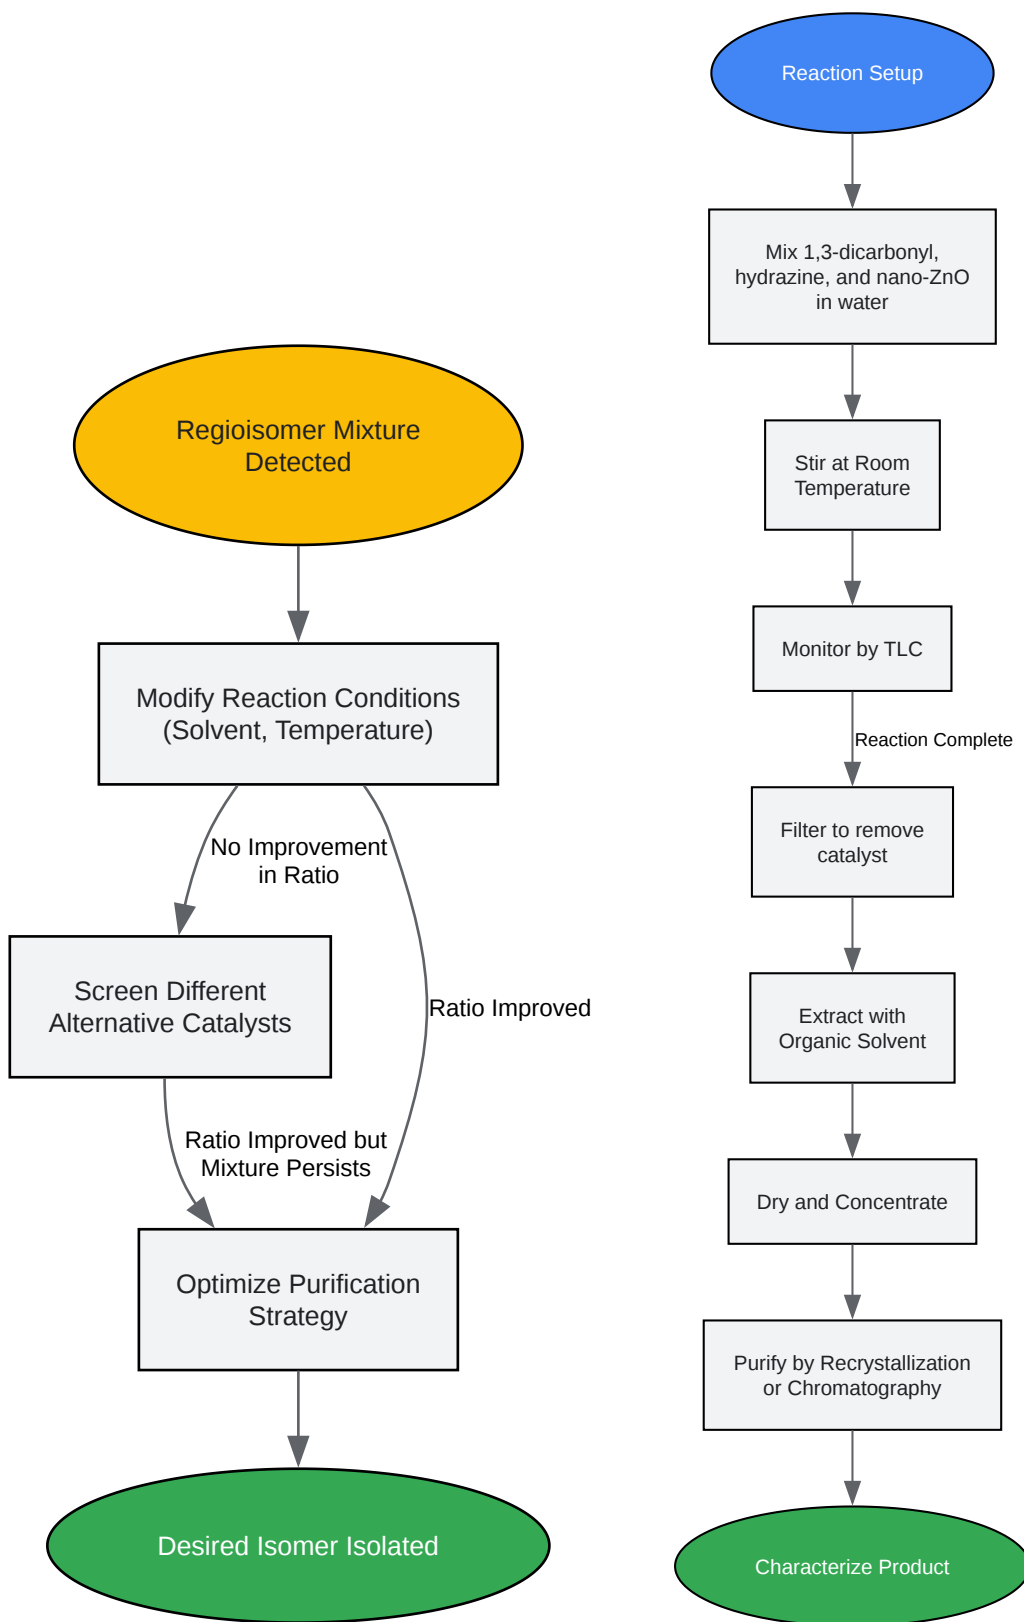 Regioisomer Mixture
Detected
Modify Reaction Conditions
(Solvent, Temperature)
No Improvement
in Ratio
Screen Different
Alternative Catalysts
Ratio Improved
Ratio Improved but
Mixture Persists
Optimize Purification
Strategy
Desired Isomer Isolated
Reaction Setup
Mix 1,3-dicarbonyl,
hydrazine, and nano-ZnO
in water
Stir at Room
Temperature
Monitor by TLC
Reaction Complete
Filter to remove
catalyst
Extract with
Organic Solvent
Dry and Concentrate
Purify by Recrystallization
or Chromatography
Characterize Product